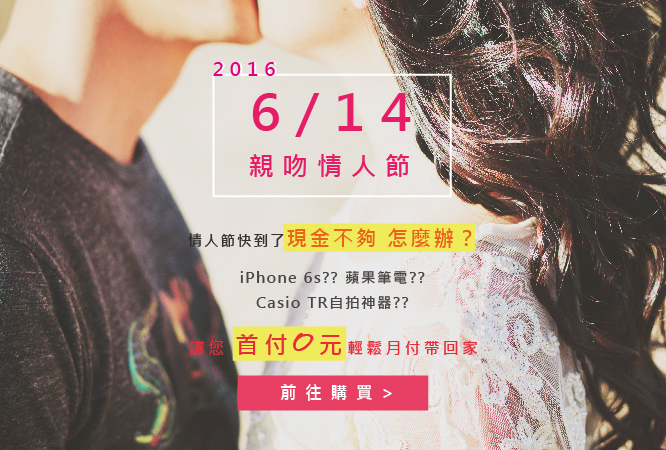 2016
6/14
親吻情人節
情人節快到了現金不夠 怎麼辦？
iPhone 6s?? 蘋果筆電??
Casio TR自拍神器??
讓您 首付0元輕鬆月付帶回家
前往購買 >